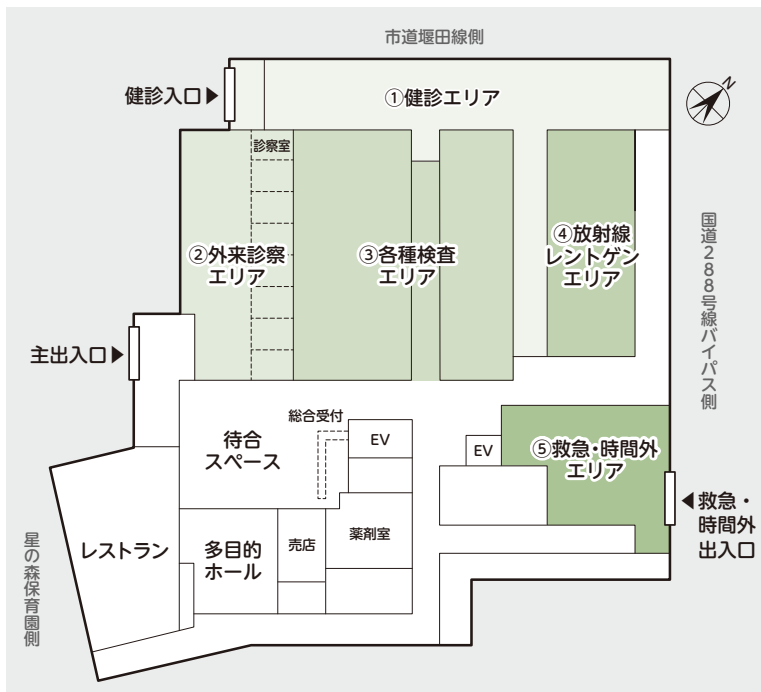 市道堰田線側
N
健診入口▶
①健診エリア
診察室
②外来診察
エリア
③各種検査
エリア
④放射線
レントゲン
エリア
国道288号線バイパス側
主出入口▶
総合受付
待合
スペース
EV
EV
⑤救急・時間外
エリア
◀救急・
時間外
出入口
レストラン
多目的
ホール
売店
薬剤室
星の森保育園側